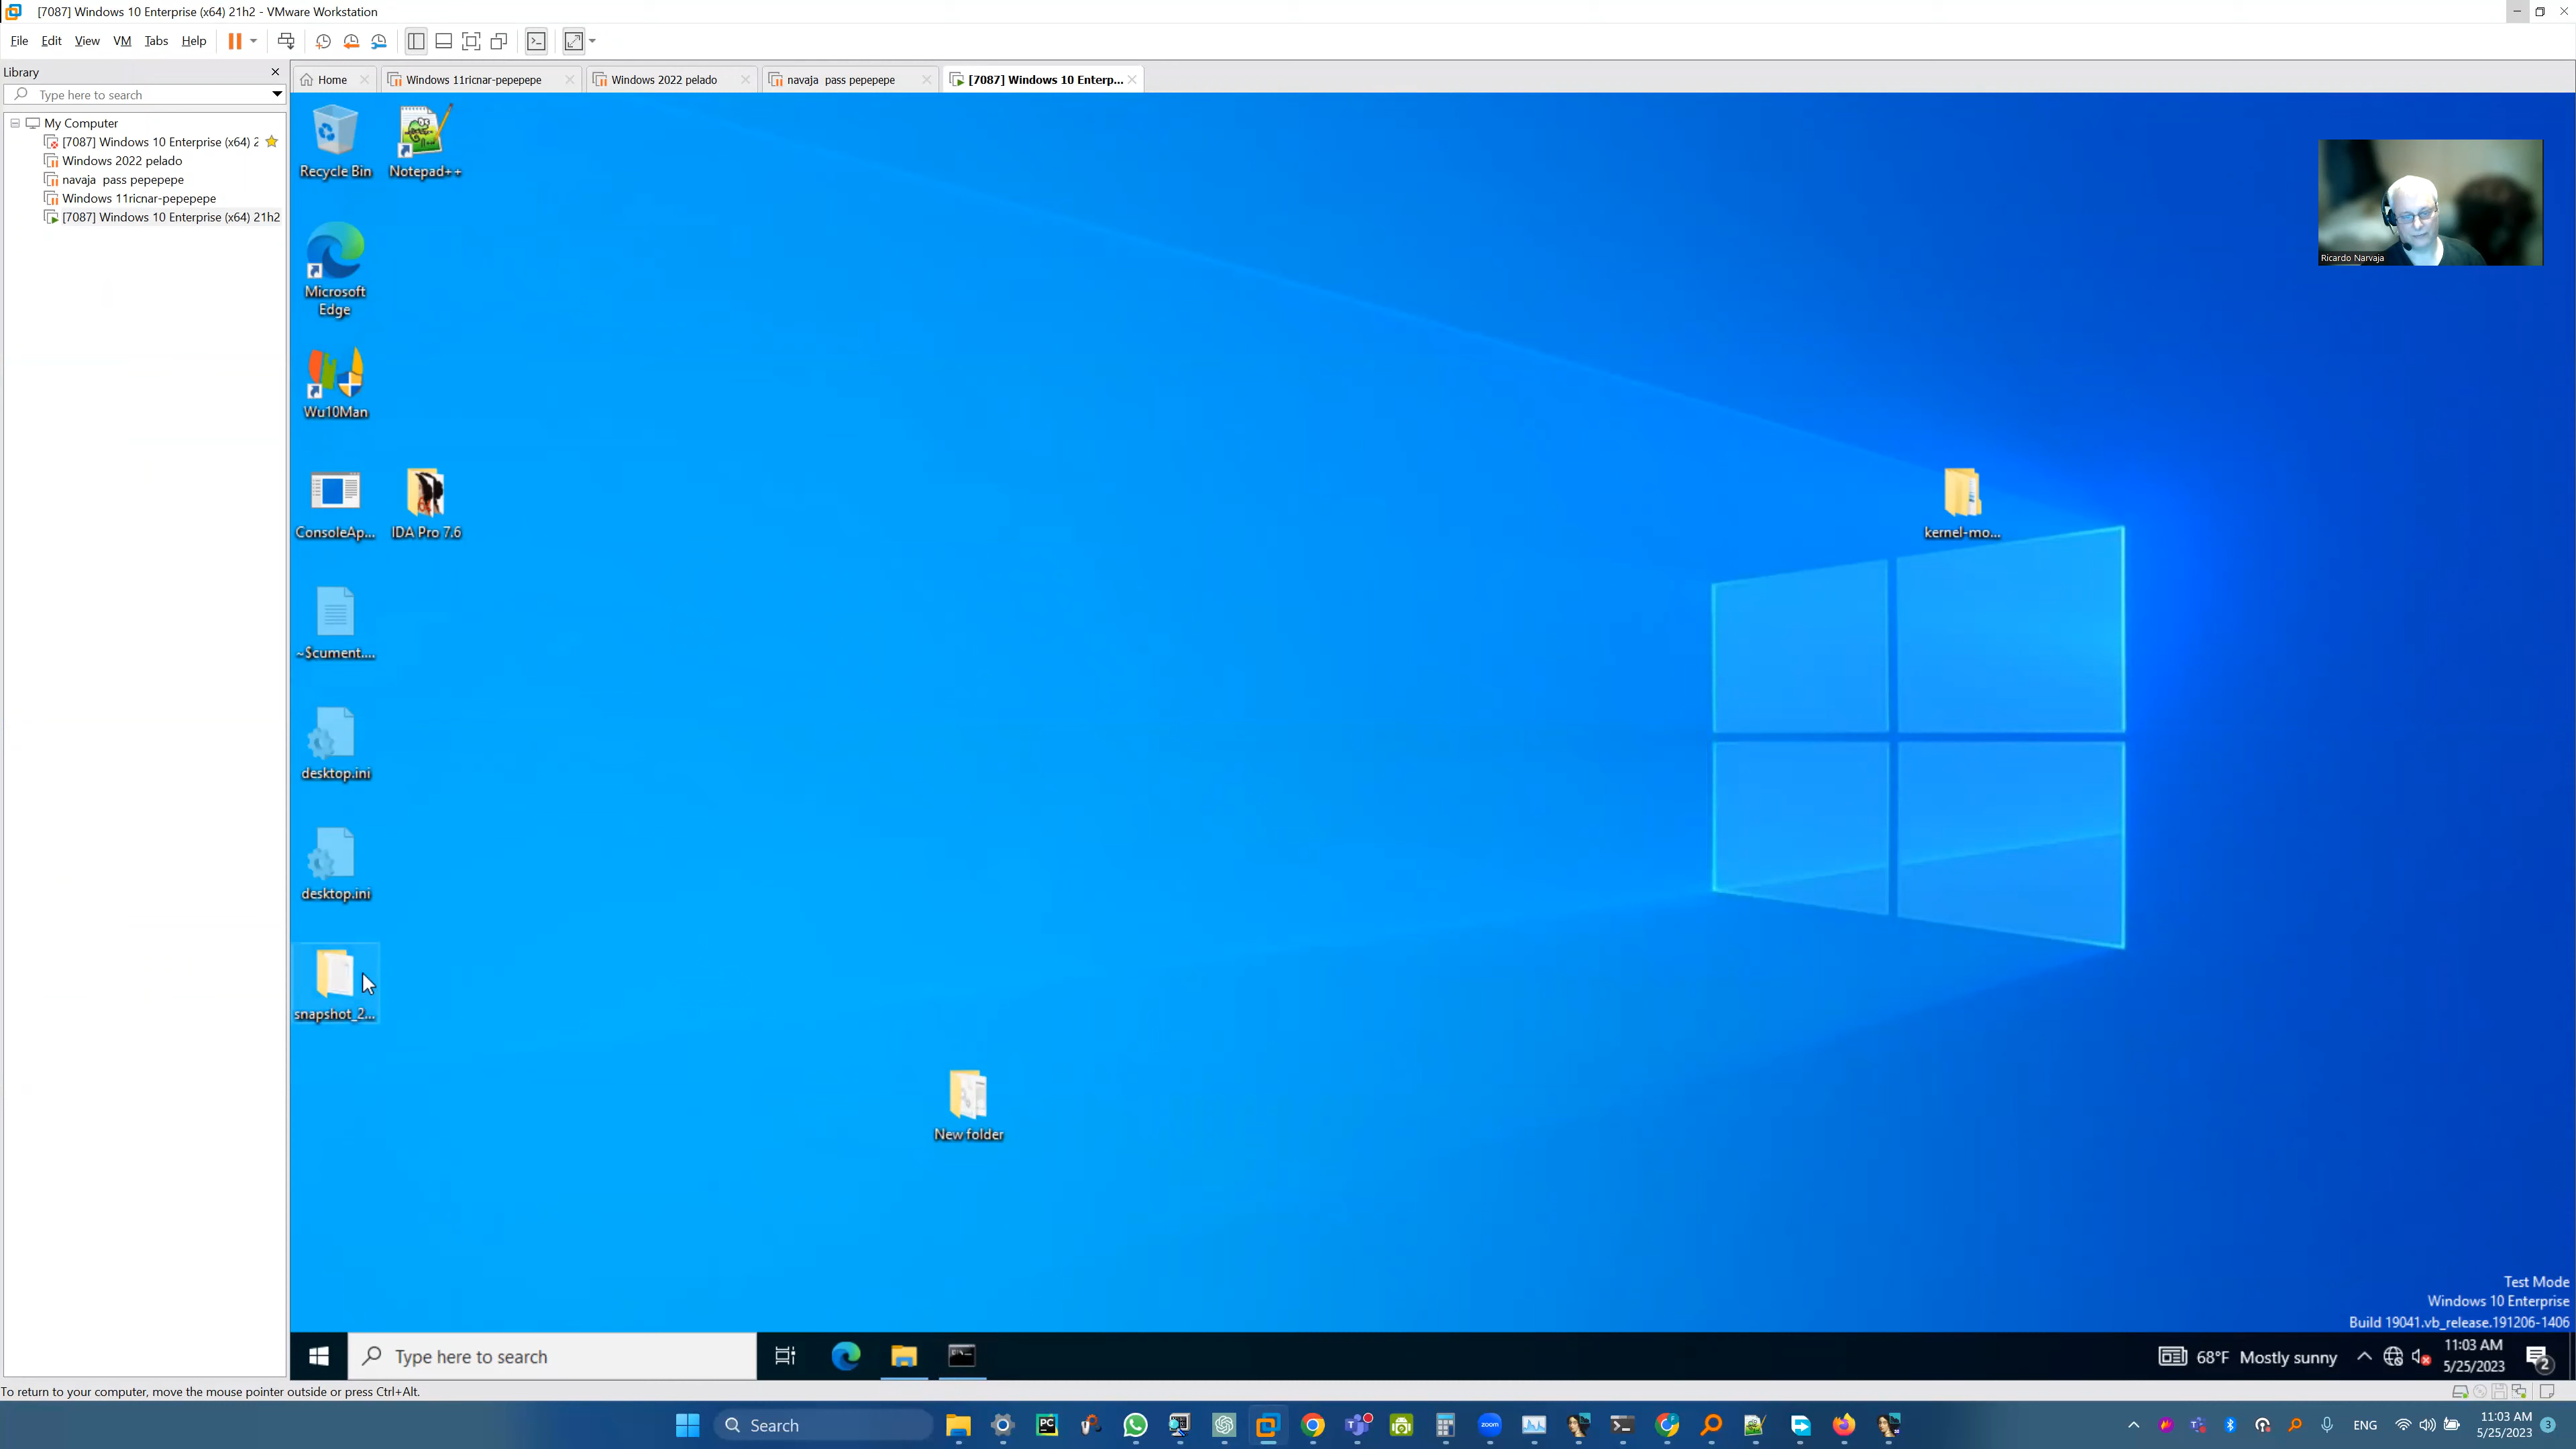 [7087] Windows 10 Enterprise (x64) 21h2 - VMware Workstation
File Edit View VM Tabs Help
Library
Home
Windows 11ricnar-pepepepe
Windows 2022 pelado
navaja pass pepepepe
[7087] Windows 10 Enterp...
Type here to search
My Computer
[7087] Windows 10 Enterprise (x64) 2
Windows 2022 pelado
navaja pass pepepepe
Windows 11ricnar-pepepepe
[7087] Windows 10 Enterprise (x64) 21h2
Recycle Bin
Notepad++
Ricardo Narvaja
Microsoft
Edge
Wu10Man
ConsoleAp...
IDA Pro 7.6
kernel-mo...
~$cument....
desktop.ini
desktop.ini
snapshot_2...
New folder
Test Mode
Windows 10 Enterprise
Build 19041.vb_release.191206-1406
Type here to search
68°F Mostly sunny
11:03 AM
5/25/2023
2
To return to your computer, move the mouse pointer outside or press Ctrl+Alt.
Search
PC
zoom
ENG
11:03 AM
5/25/2023
3